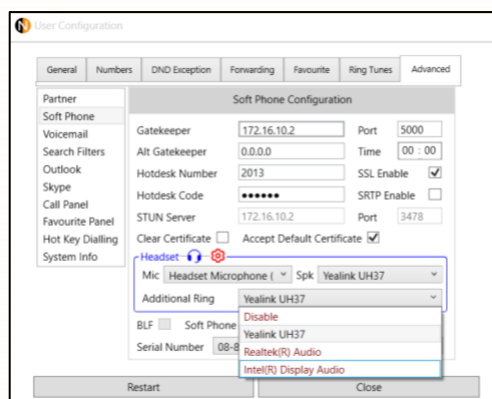 User Configuration
General Numbers DND Exception Forwarding Favourite Ring Tunes Advanced
Partner
Soft Phone
Voicemail
Search Filters
Outlook
Skype
Call Panel
Favourite Panel
Hot Key Dialling
System Info
Soft Phone Configuration
Gatekeeper 172.16.10.2 Port 5000
Alt Gatekeeper 0.0.0.0 Time 00 : 00
Hotdesk Number 2013 SSL Enable
Hotdesk Code ●●●●●● SRTP Enable
STUN Server 172.16.10.2 Port 3478
Clear Certificate Accept Default Certificate
Headset
Mic Headset Microphone ( Spk Yealink UH37
Additional Ring Yealink UH37
Disable
Yealink UH37
Realtek(R) Audio
Intel(R) Display Audio
BLF Soft Phone
Serial Number 08-8
Restart Close